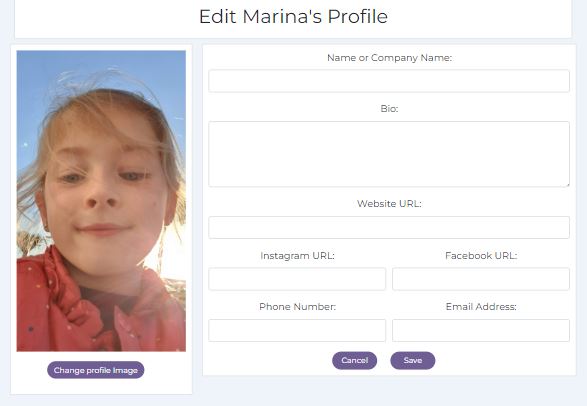 Edit Marina's Profile
Name or Company Name:
Bio:
Website URL:
Instagram URL:
Facebook URL:
Phone Number:
Email Address:
Change profile Image
Cancel
Save